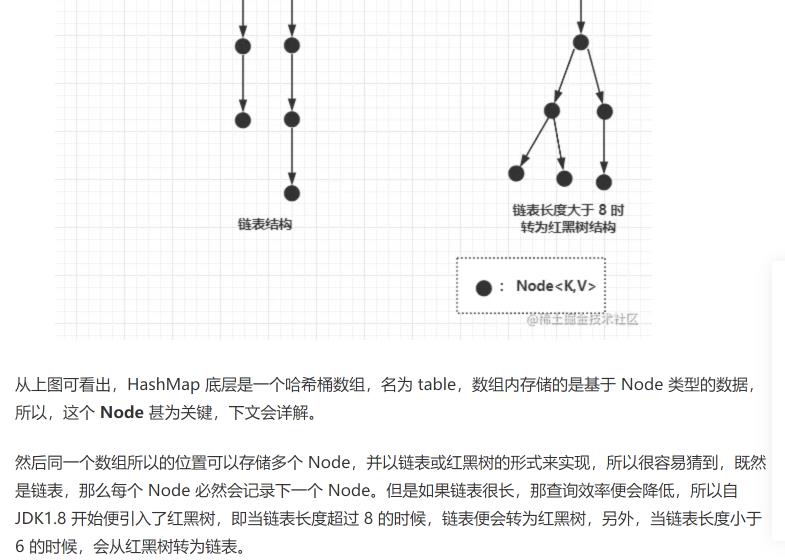 链表结构
链表长度大于 8 时
转为红黑树结构
： Node<K,V>
@稀土掘金技术社区
从上图可看出，HashMap 底层是一个哈希桶数组，名为 table，数组内存储的是基于 Node 类型的数据，
所以，这个 Node 甚为关键，下文会详解。
然后同一个数组所以的位置可以存储多个 Node，并以链表或红黑树的形式来实现，所以很容易猜到，既然
是链表，那么每个 Node 必然会记录下一个 Node。但是如果链表很长，那查询效率便会降低，所以自
JDK1.8 开始便引入了红黑树，即当链表长度超过 8 的时候，链表便会转为红黑树，另外，当链表长度小于
6 的时候，会从红黑树转为链表。